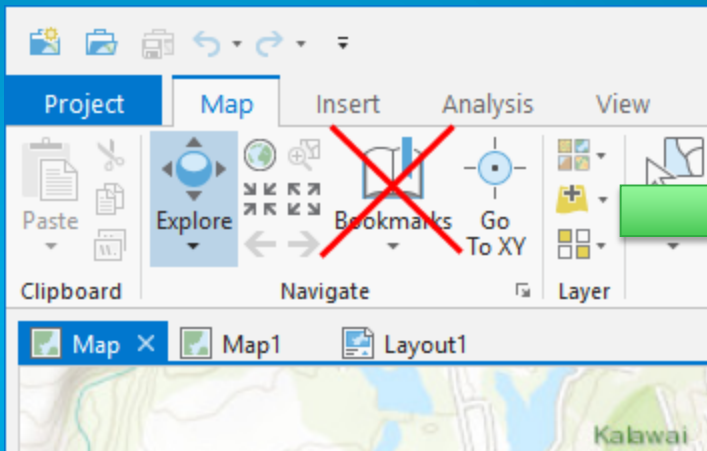 Project Map Insert Analysis View
Paste Explore Bookmarks Go To XY
Clipboard Navigate Layer
Map Map1 Layout1
Kalawai